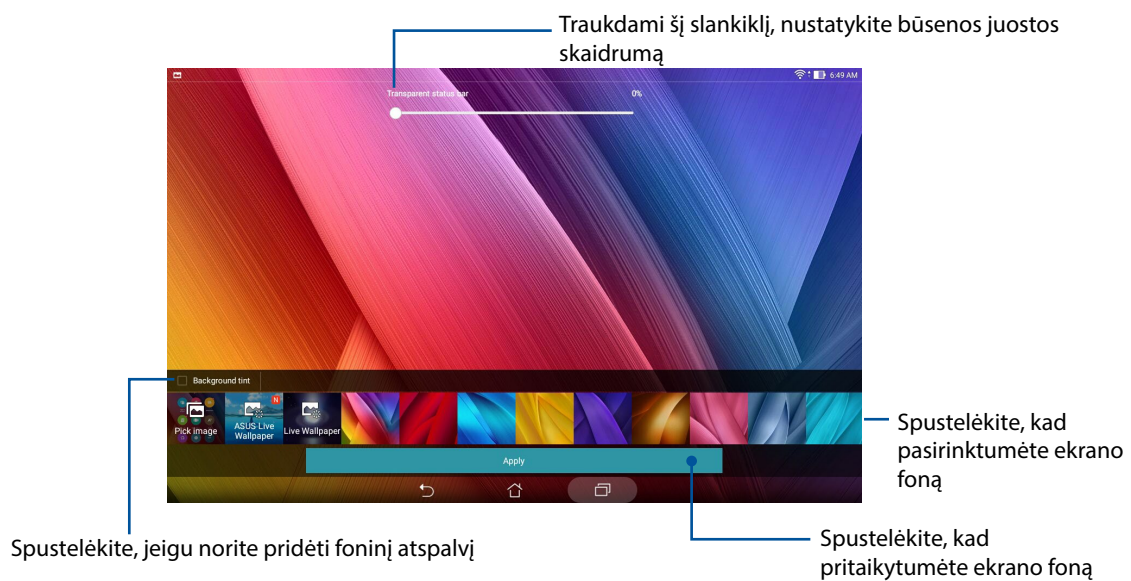 Traukdami šį slankiklį, nustatykite būsenos juostos
skaidrumą
6:49 AM
Transparent status bar
0%
Background tint
N
Pick image
ASUS Live
Wallpaper
Live Wallpaper
Apply
Spustelėkite, kad
pasirinktumėte ekrano
foną
Spustelėkite, jeigu norite pridėti foninį atspalvį
Spustelėkite, kad
pritaikytumėte ekrano foną